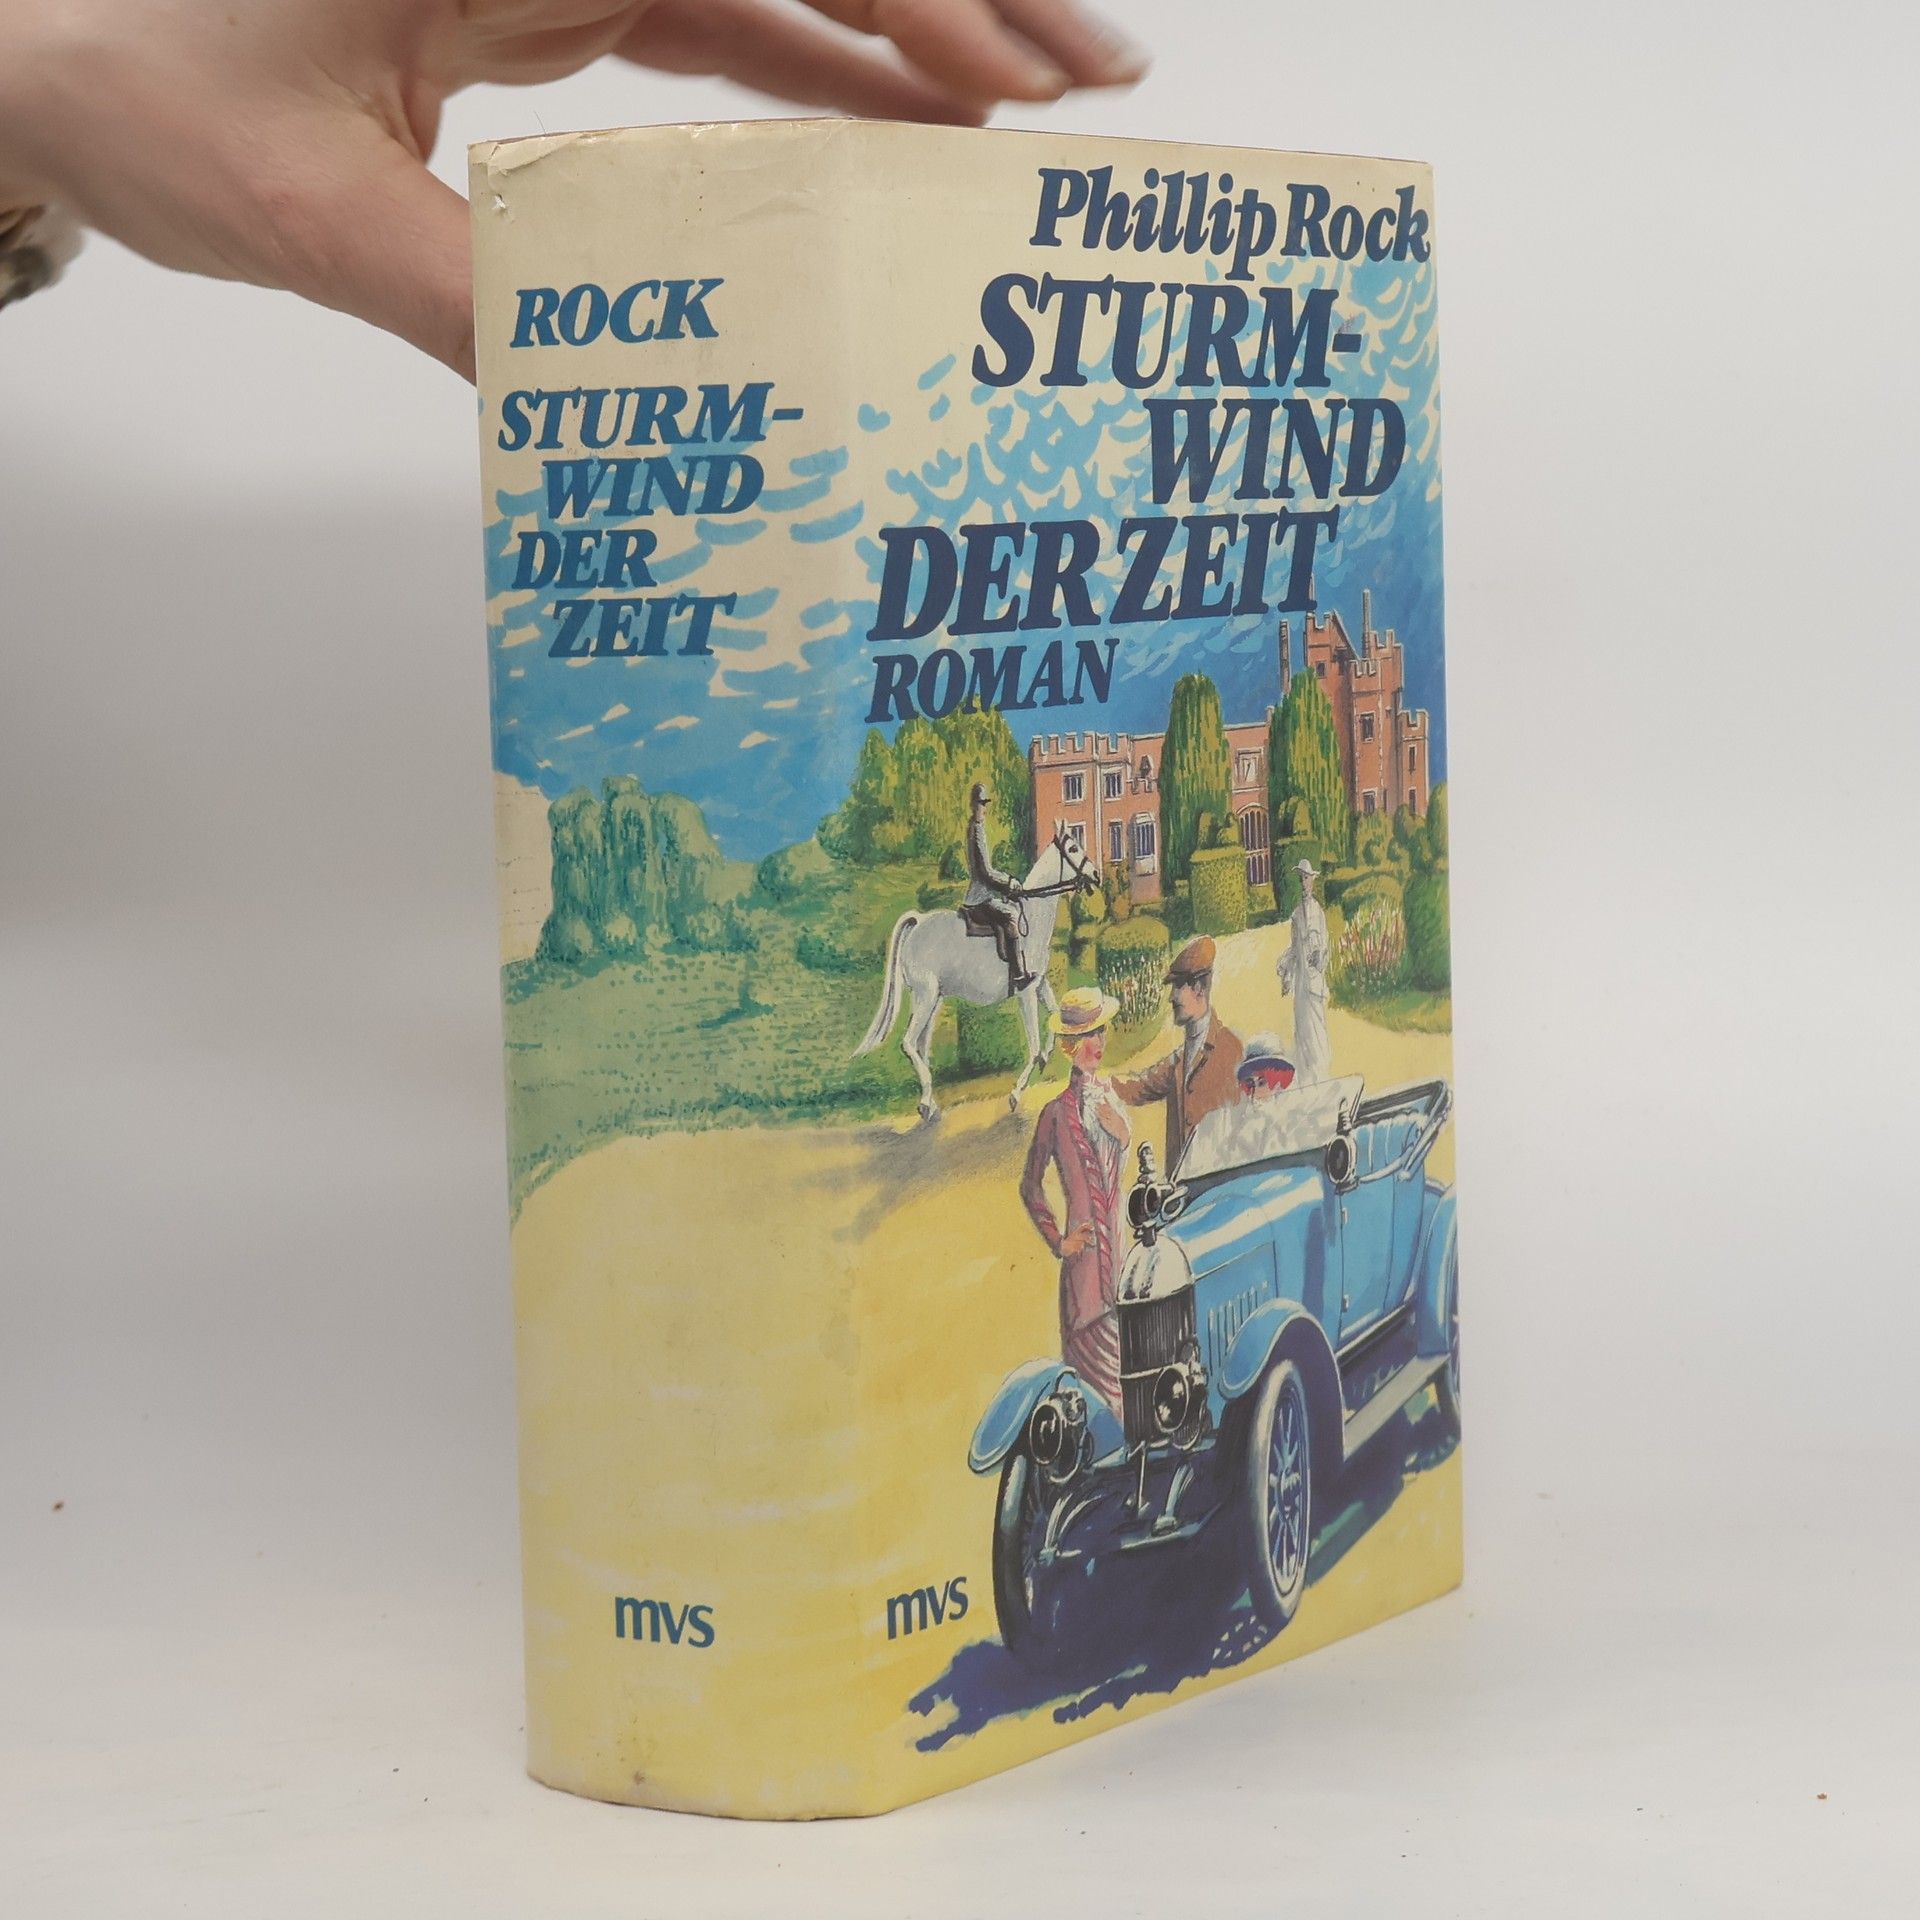 ROCK
STURM-
WIND
DER
ZEIT
mvs
Phillip Rock
STURM-
WIND
DER ZEIT
ROMAN
mvs